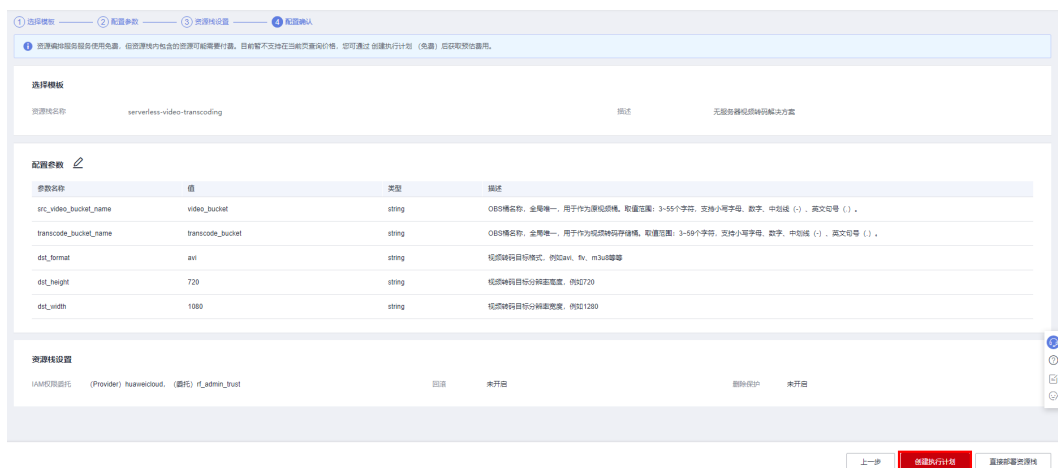 1 选择模板 2 配置参数 3 资源栈设置 4 配置确认
资源编排服务服务使用免费，但资源栈内包含的资源可能需要付费。目前暂不支持在当前页查询价格，您可通过 创建执行计划 （免费）后获取预估费用。
选择模板
资源栈名称 serverless-video-transcoding 描述 无服务器视频转码解决方案
配置参数
参数名称 值 类型 描述
src_video_bucket_name video_bucket string OBS桶名称，全局唯一，用于作为原视频桶。取值范围：3~55个字符，支持小写字母、数字、中划线（-）、英文句号（.）。
transcode_bucket_name transcode_bucket string OBS桶名称，全局唯一，用于作为视频转码存储桶。取值范围：3~59个字符，支持小写字母、数字、中划线（-）、英文句号（.）。
dst_format avi string 视频转码目标格式，例如avi、flv、m3u8等等
dst_height 720 string 视频转码目标分辨率高度，例如720
dst_width 1080 string 视频转码目标分辨率宽度，例如1280
资源栈设置
IAM权限委托 (Provider) huaweicloud, (委托) rf_admin_trust 回滚 未开启 删除保护 未开启
上一步 创建执行计划 直接部署资源栈